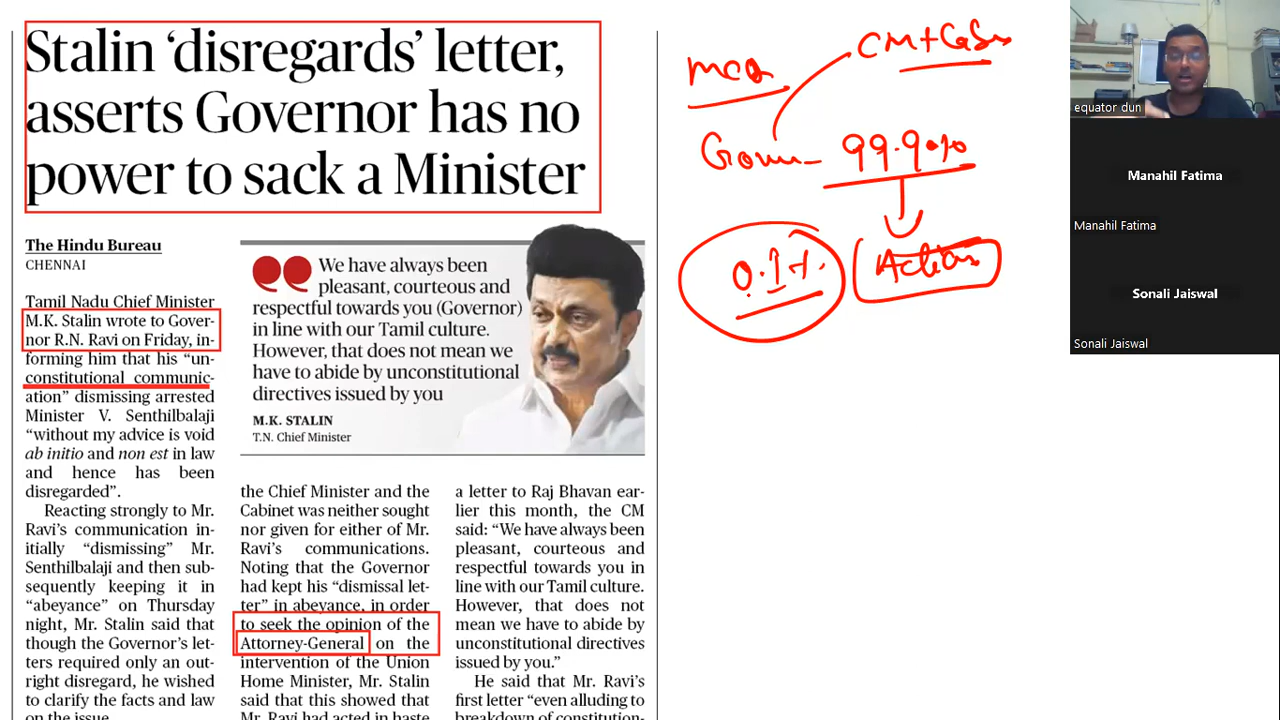 Stalin ‘disregards’ letter,
asserts Governor has no
power to sack a Minister
The Hindu Bureau
CHENNAI
Tamil Nadu Chief Minister
M.K. Stalin wrote to Gover-
nor R.N. Ravi on Friday, in-
forming him that his “un-
constitutional communic-
ation” dismissing arrested
Minister V. Senthilbalaji
“without my advice is void
ab initio and non est in law
and hence has been
disregarded”.
Reacting strongly to Mr.
Ravi’s communication in-
itially “dismissing” Mr.
Senthilbalaji and then sub-
sequently keeping it in
“abeyance” on Thursday
night, Mr. Stalin said that
though the Governor’s let-
ters required only an out-
right disregard, he wished
to clarify the facts and law
on the issue.
We have always been
pleasant, courteous and
respectful towards you (Governor)
in line with our Tamil culture.
However, that does not mean we
have to abide by unconstitutional
directives issued by you
M.K. STALIN
T.N. Chief Minister
the Chief Minister and the
Cabinet was neither sought
nor given for either of Mr.
Ravi’s communications.
Noting that the Governor
had kept his “dismissal let-
ter” in abeyance, in order
to seek the opinion of the
Attorney-General on the
intervention of the Union
Home Minister, Mr. Stalin
said that this showed that
Mr. Ravi had acted in haste
a letter to Raj Bhavan ear-
lier this month, the CM
said: “We have always been
pleasant, courteous and
respectful towards you in
line with our Tamil culture.
However, that does not
mean we have to abide by
unconstitutional directives
issued by you.”
He said that Mr. Ravi’s
first letter “even alluding to
breakdown of constitution-
CM+
99.9%
0.1%
Action
equator dun
Manahil Fatima
Manahil Fatima
Sonali Jaiswal
Sonali Jaiswal